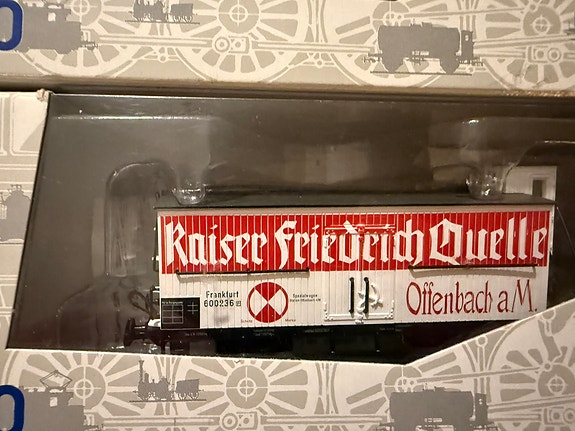 Kaiser Friedrich Quelle
Offenbach a/M.
Frankfurt
600236